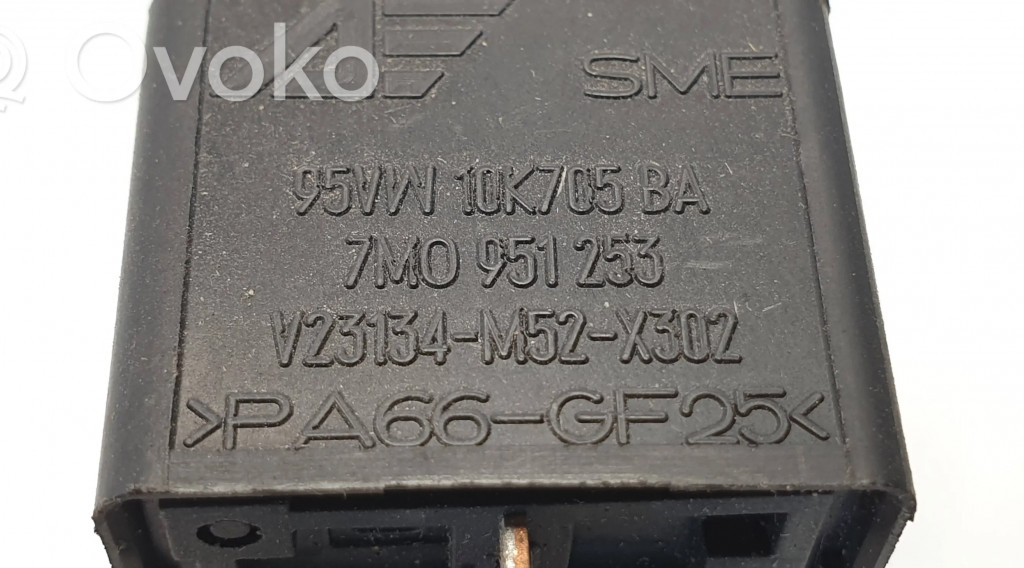 ovoko
SME
95VW 10K705 BA
7M0 951 253
V23134-M52-X302
>PA66-GF25<